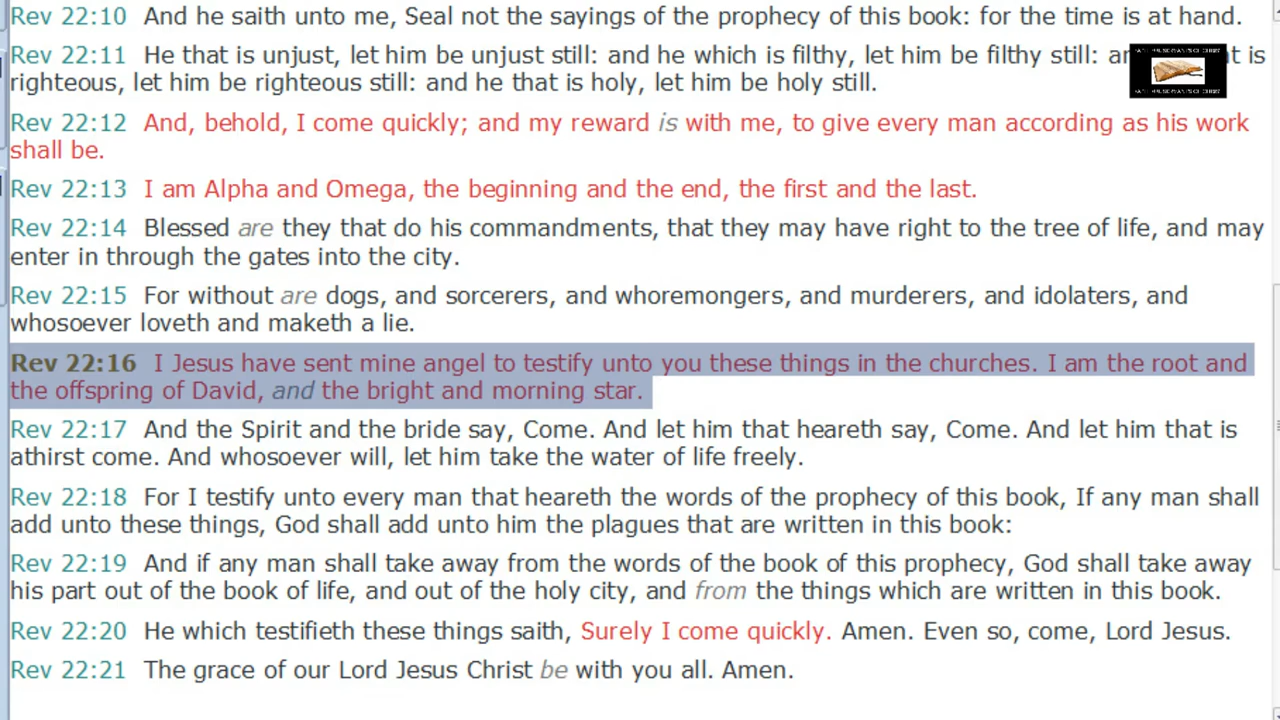 Rev 22:10 And he saith unto me, Seal not the sayings of the prophecy of this book: for the time is at hand.
Rev 22:11 He that is unjust, let him be unjust still: and he which is filthy, let him be filthy still: is
righteous, let him be righteous still: and he that is holy, let him be holy still.
Rev 22:12 And, behold, I come quickly; and my reward is with me, to give every man according as his work
shall be.
Rev 22:13 I am Alpha and Omega, the beginning and the end, the first and the last.
Rev 22:14 Blessed are they that do his commandments, that they may have right to the tree of life, and may
enter in through the gates into the city.
Rev 22:15 For without are dogs, and sorcerers, and whoremongers, and murderers, and idolaters, and
whosoever loveth and maketh a lie.
Rev 22:16 I Jesus have sent mine angel to testify unto you these things in the churches. I am the root and
the offspring of David, and the bright and morning star.
Rev 22:17 And the Spirit and the bride say, Come. And let him that heareth say, Come. And let him that is
athirst come. And whosoever will, let him take the water of life freely.
Rev 22:18 For I testify unto every man that heareth the words of the prophecy of this book, If any man shall
add unto these things, God shall add unto him the plagues that are written in this book:
Rev 22:19 And if any man shall take away from the words of the book of this prophecy, God shall take away
his part out of the book of life, and out of the holy city, and from the things which are written in this book.
Rev 22:20 He which testifieth these things saith, Surely I come quickly. Amen. Even so, come, Lord Jesus.
Rev 22:21 The grace of our Lord Jesus Christ be with you all. Amen.